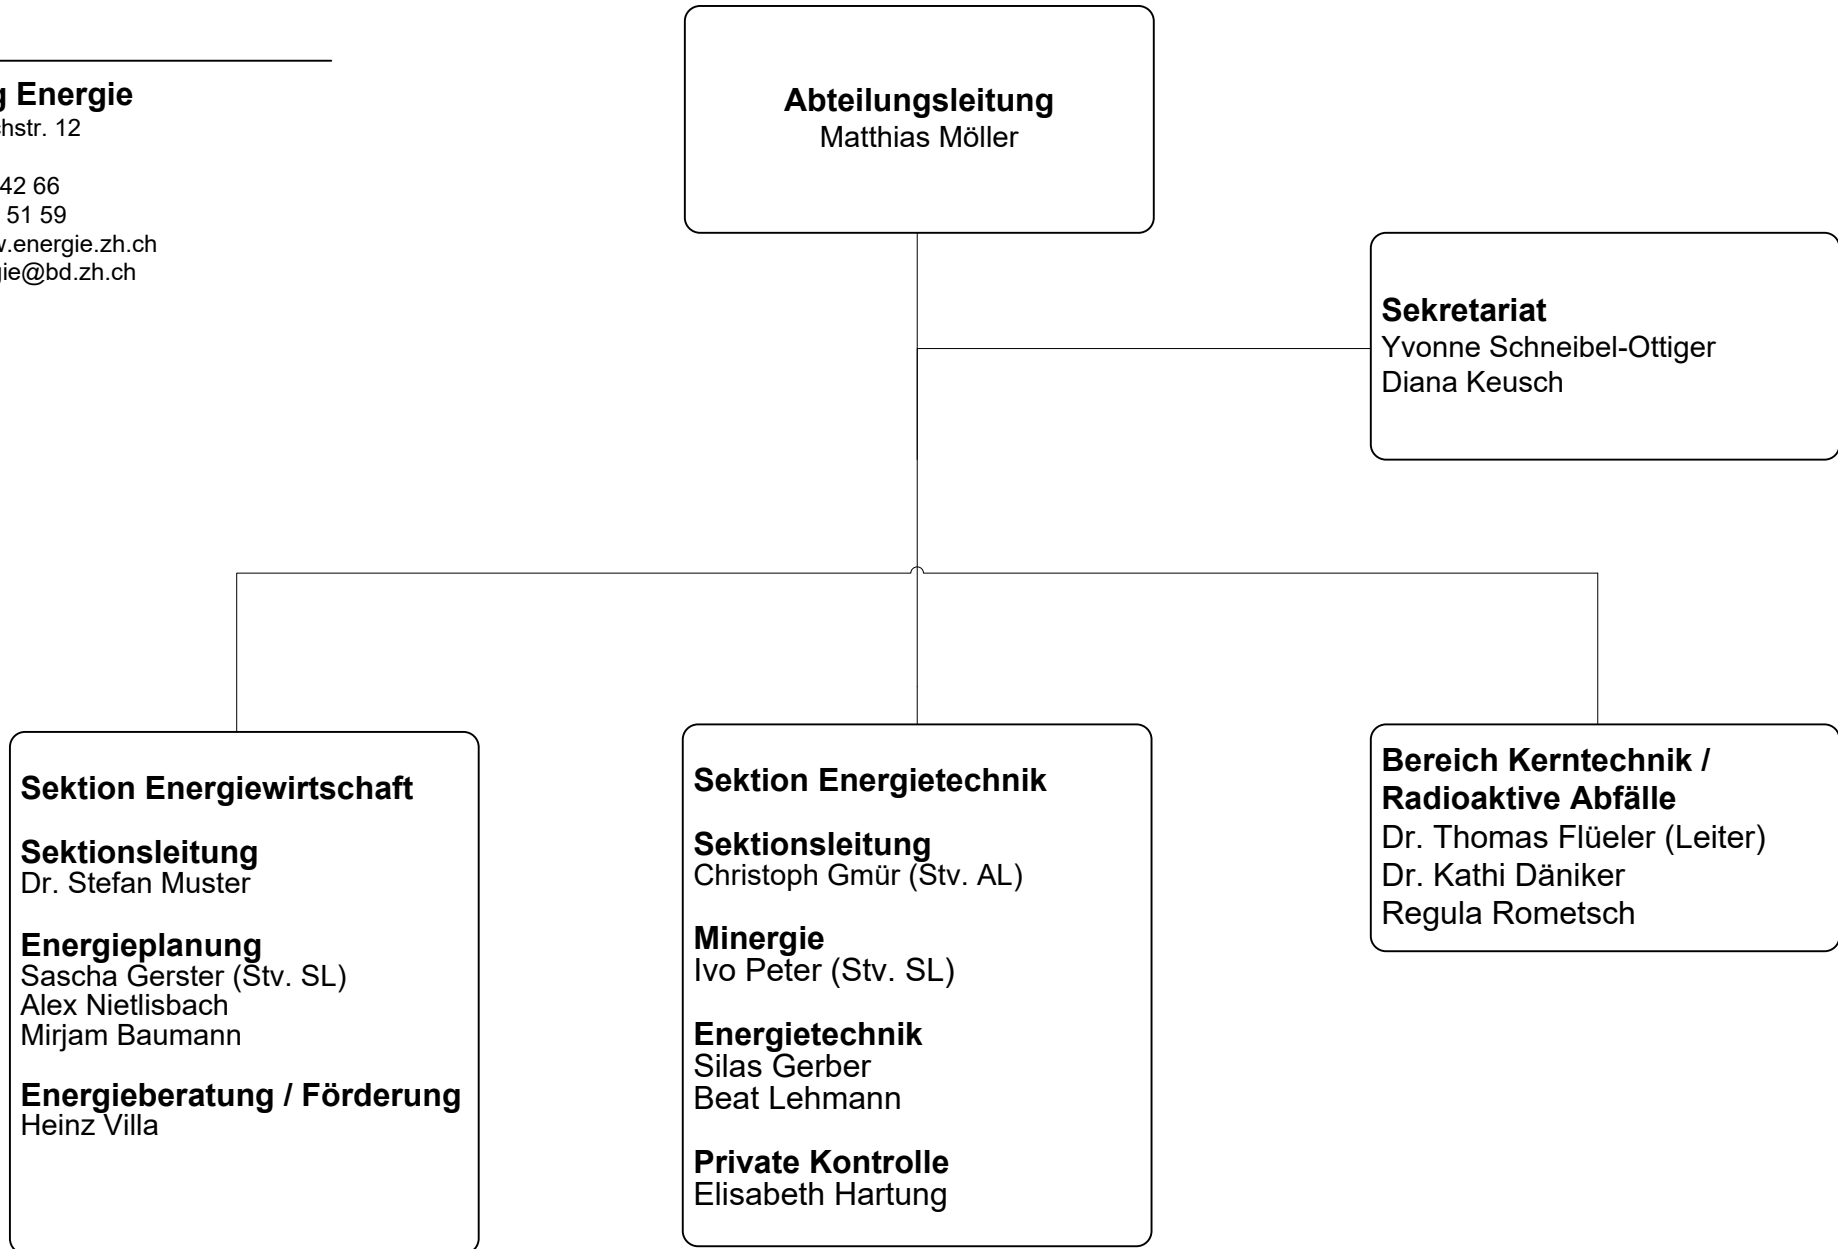 g Energie
hstr. 12
42 66
51 59
.energie.zh.ch
gie@bd.zh.ch
Abteilungsleitung
Matthias Möller
Sekretariat
Yvonne Schneibel-Ottiger
Diana Keusch
Sektion Energiewirtschaft
Sektionsleitung
Dr. Stefan Muster
Energieplanung
Sascha Gerster (Stv. SL)
Alex Nietlisbach
Mirjam Baumann
Energieberatung / Förderung
Heinz Villa
Sektion Energietechnik
Sektionsleitung
Christoph Gmür (Stv. AL)
Minergie
Ivo Peter (Stv. SL)
Energietechnik
Silas Gerber
Beat Lehmann
Private Kontrolle
Elisabeth Hartung
Bereich Kerntechnik /
Radioaktive Abfälle
Dr. Thomas Flüeler (Leiter)
Dr. Kathi Däniker
Regula Rometsch